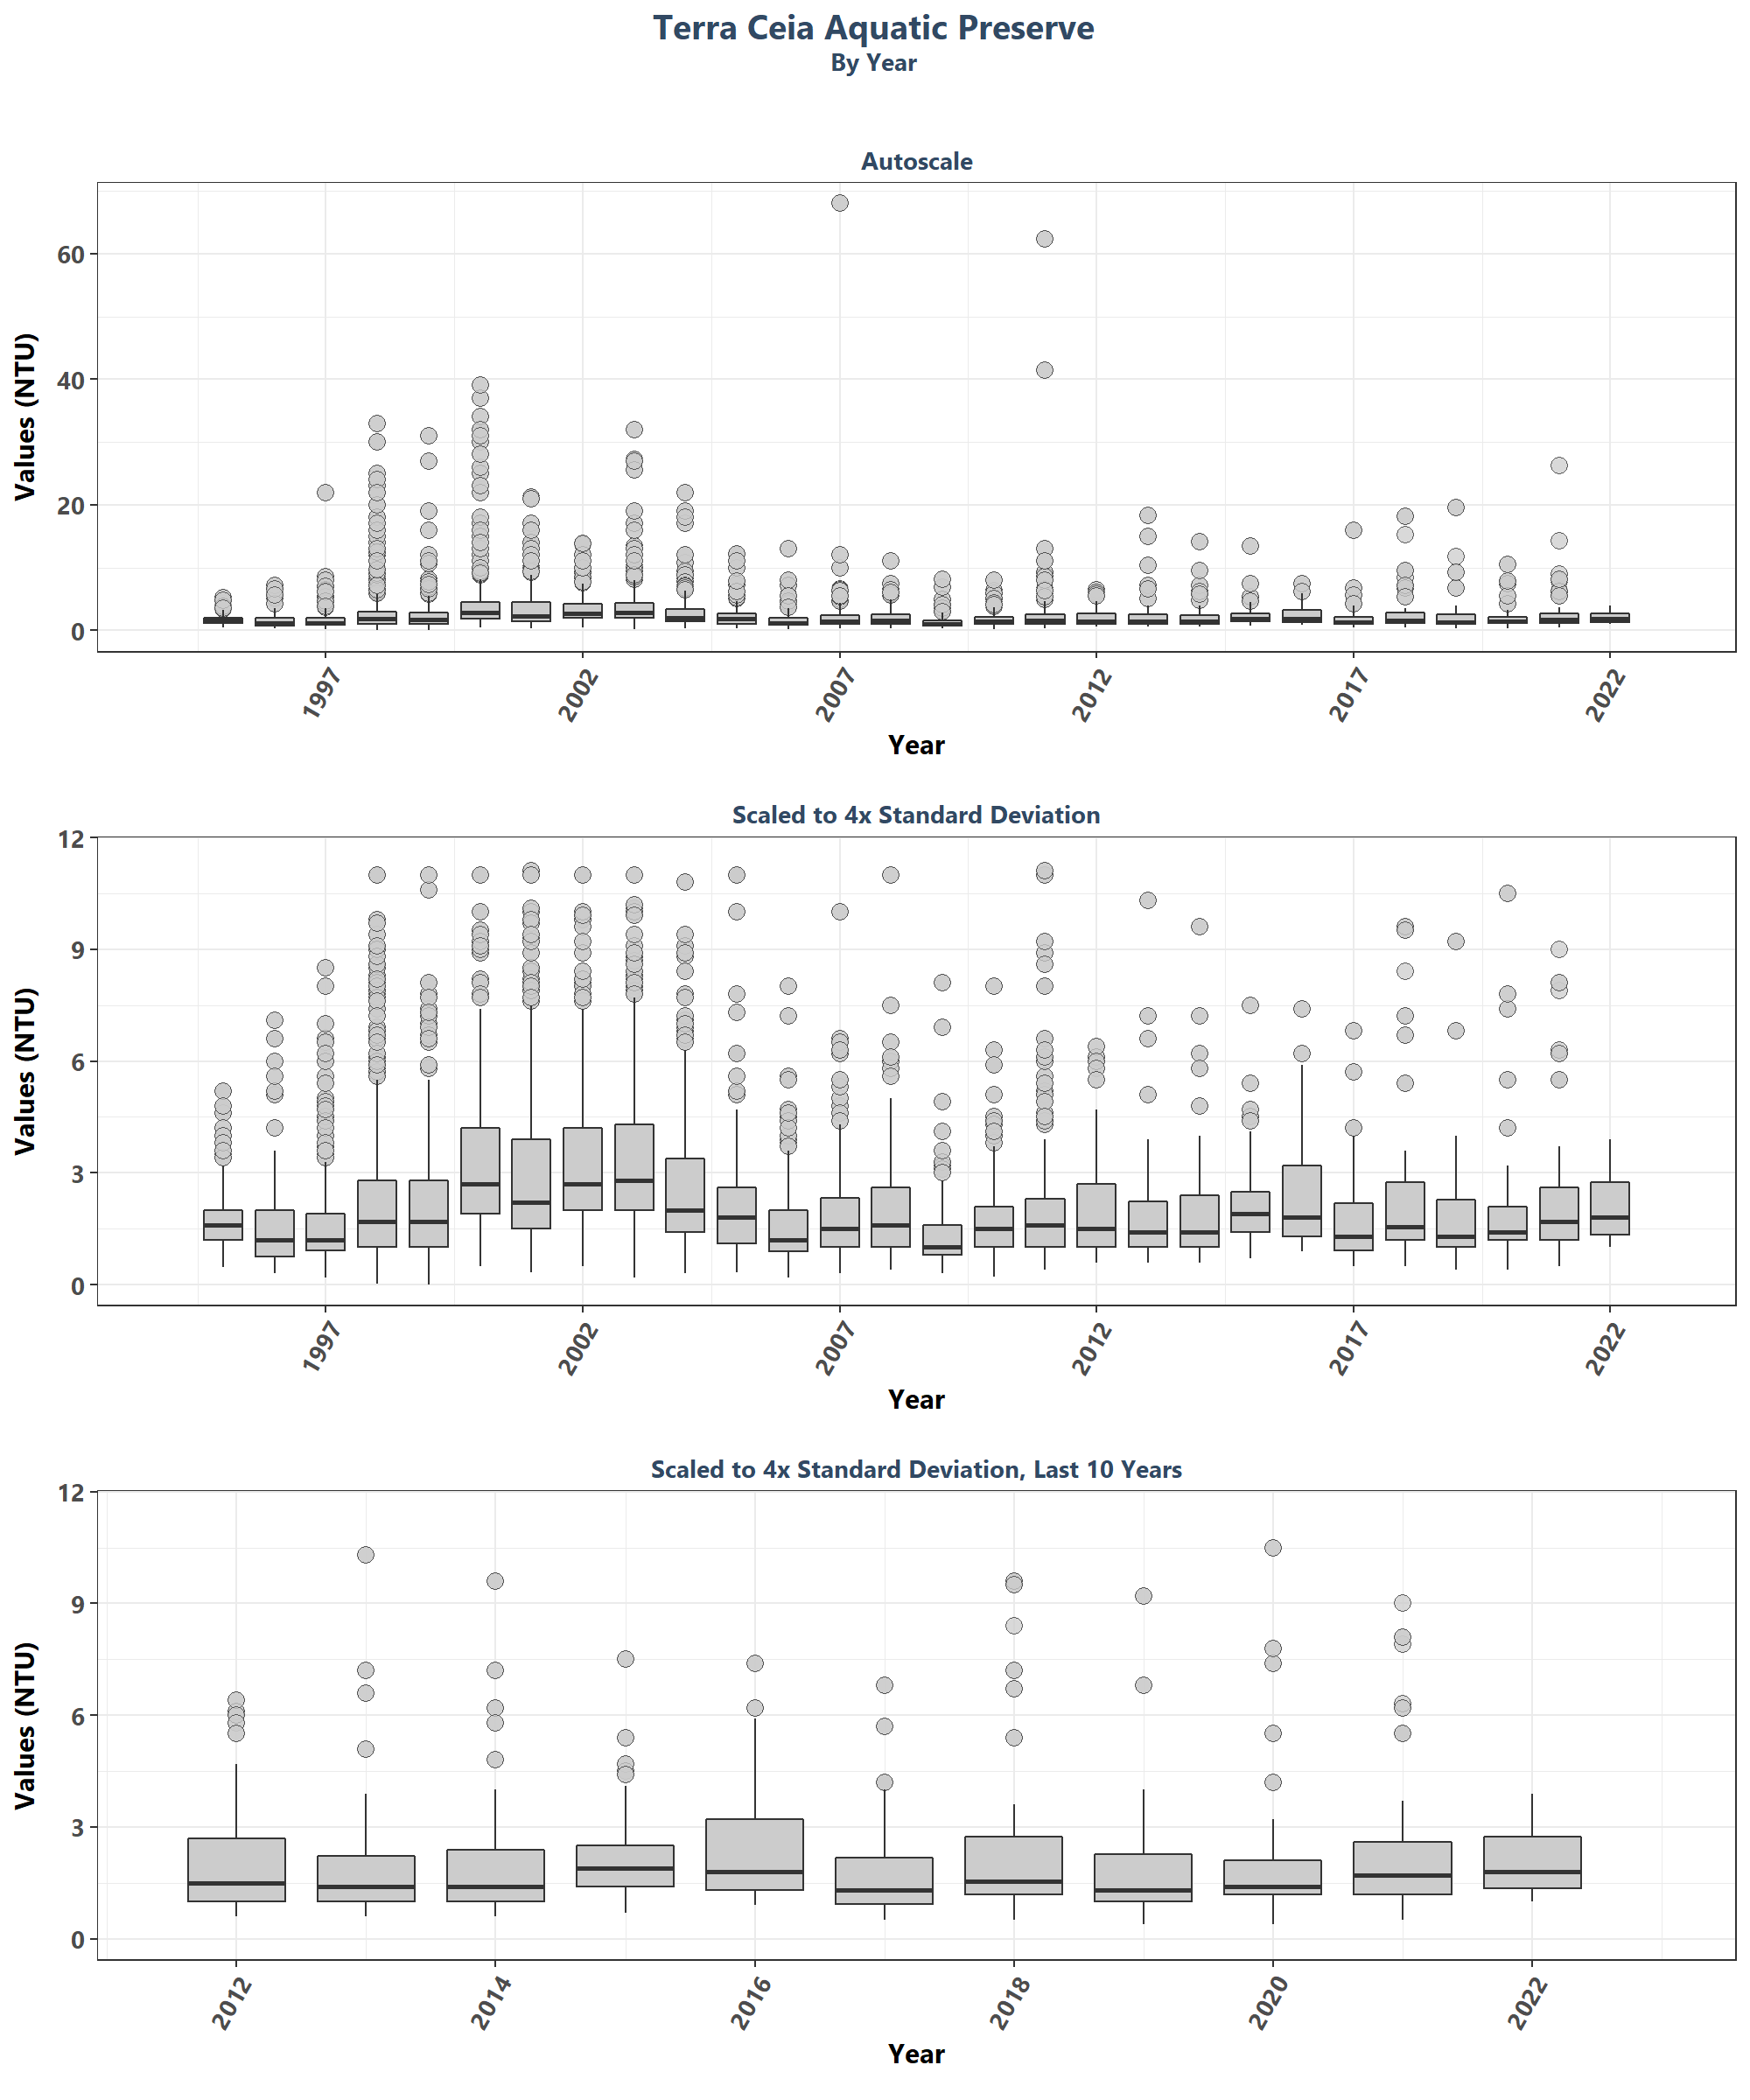 Terra Ceia Aquatic Preserve
By Year
Autoscale
Values (NTU)
60
40
20
0
1997 2002 2007 2012 2017 2022
Year
Scaled to 4x Standard Deviation
Values (NTU)
12
9
6
3
0
1997 2002 2007 2012 2017 2022
Year
Scaled to 4x Standard Deviation, Last 10 Years
Values (NTU)
12
9
6
3
0
2012 2014 2016 2018 2020 2022
Year